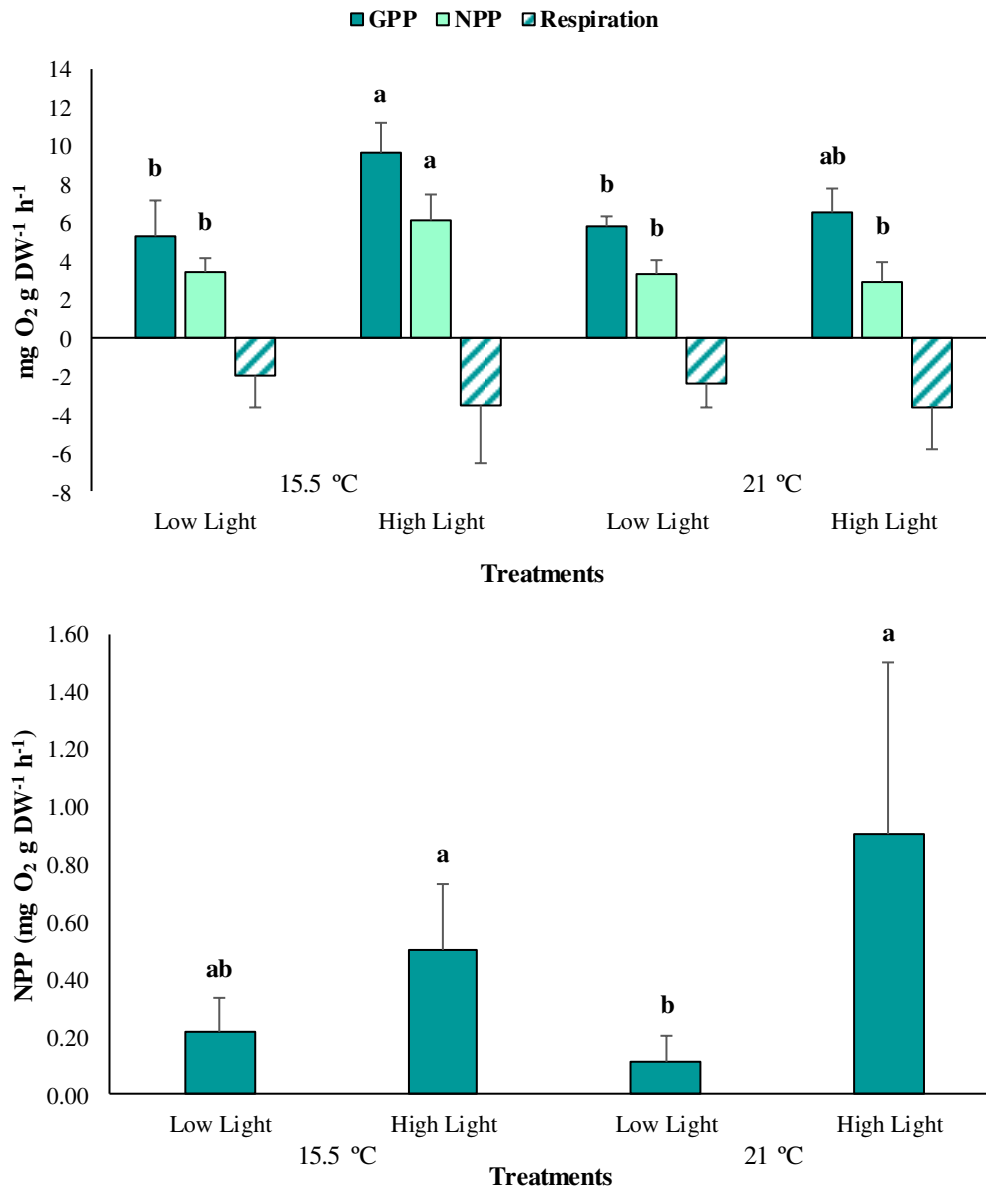 GPP NPP Respiration
mg O₂ g DW⁻¹ h⁻¹
14
12
10
8
6
4
2
0
-2
-4
-6
-8
b
b
a
a
b
b
ab
b
15.5 ºC
21 ºC
Low Light
High Light
Low Light
High Light
Treatments
NPP (mg O₂ g DW⁻¹ h⁻¹)
1.60
1.40
1.20
1.00
0.80
0.60
0.40
0.20
0.00
ab
a
b
a
Low Light
High Light
Low Light
High Light
15.5 ºC
21 ºC
Treatments